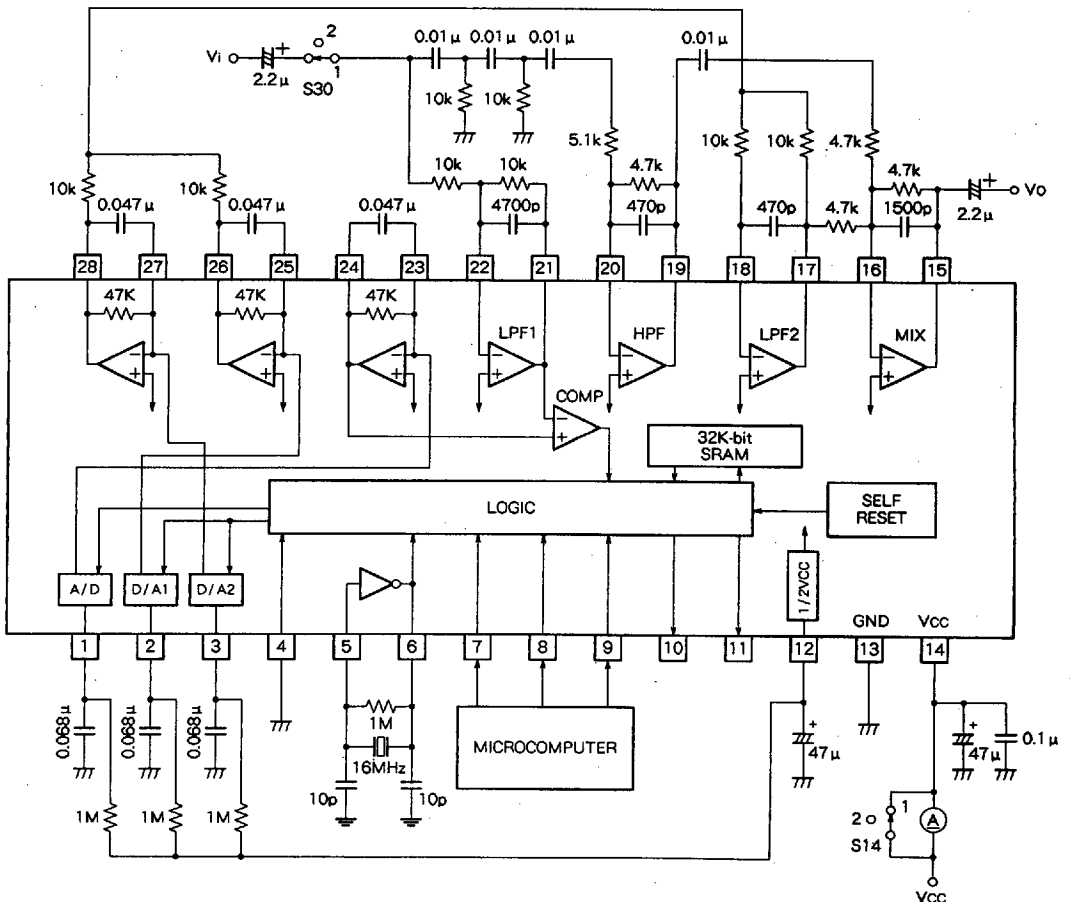 2
0.01μ 0.01μ 0.01μ 0.01μ
Vi + 1
2.2μ S30
10k 10k
5.1k 10k 10k 4.7k
10k 10k 10k 10k 4.7k 4.7k
0.047μ 0.047μ 0.047μ 4700p 470p 470p 4.7k 1500p + Vo
2.2μ
28 27 26 25 24 23 22 21 20 19 18 17 16 15
47K 47K 47K
LPF1 HPF LPF2 MIX
− − − − − − −
+ + + + + + +
COMP
−
+
32K-bit
SRAM
LOGIC
SELF
RESET
A/D D/A1 D/A2
1/2VCC
GND VCC
1 2 3 4 5 6 7 8 9 10 11 12 13 14
0.068μ 0.068μ 0.068μ
1M
16MHz
10p 10p
MICROCOMPUTER
+ 47μ
+ 47μ 0.1μ
1M 1M 1M
2 1 A
S14
VCC